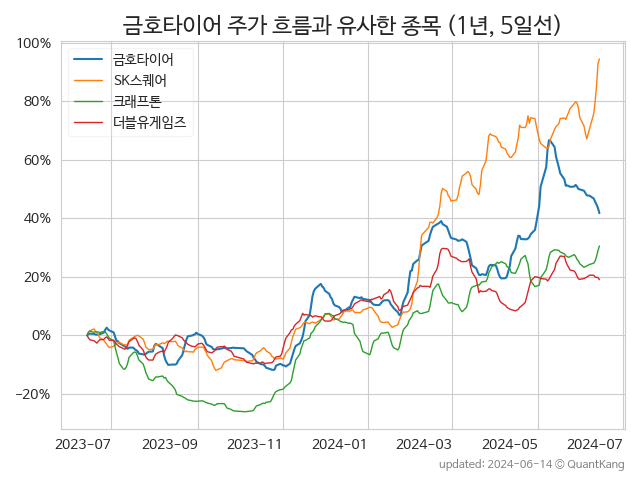 금호타이어 주가 흐름과 유사한 종목 (1년, 5일선)
금호타이어
SK스퀘어
크래프톤
더블유게임즈
100%
80%
60%
40%
20%
0%
−20%
2023-07 2023-09 2023-11 2024-01 2024-03 2024-05 2024-07
updated: 2024-06-14 © QuantKang